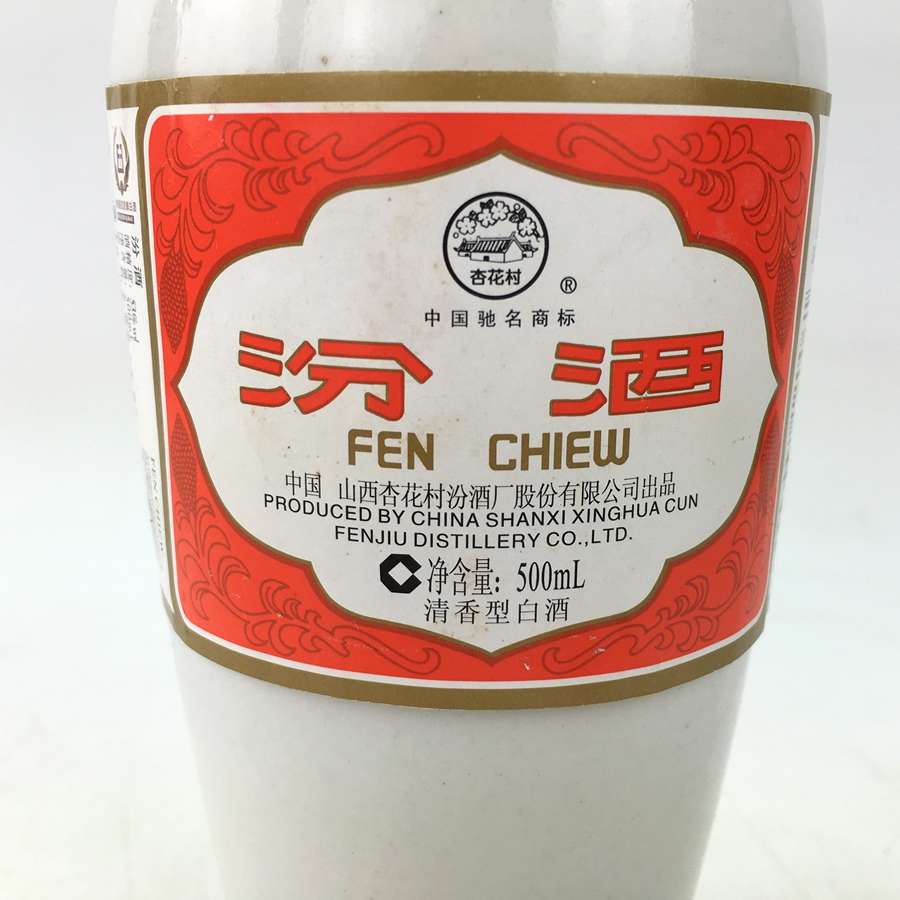 杏花村
®
中国驰名商标
汾 酒
FEN CHIEW
中国 山西杏花村汾酒厂股份有限公司出品
PRODUCED BY CHINA SHANXI XINGHUA CUN
FENJIU DISTILLERY CO.,LTD.
净含量: 500mL
清香型白酒
汾酒